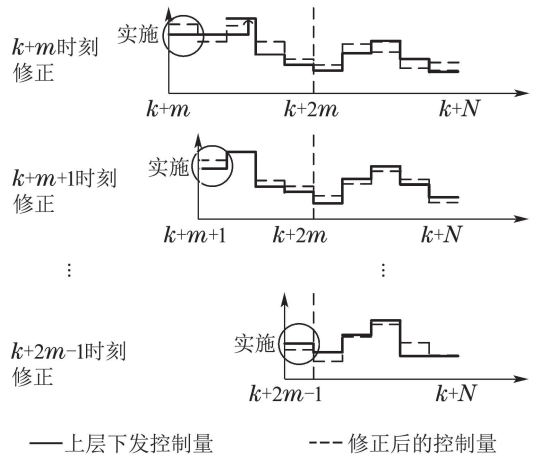 实施
k+m时刻
修正
k+m k+2m k+N
实施
k+m+1时刻
修正
k+m+1 k+2m k+N
⋮ ⋮
实施
k+2m−1时刻
修正
k+2m−1 k+N
上层下发控制量 修正后的控制量